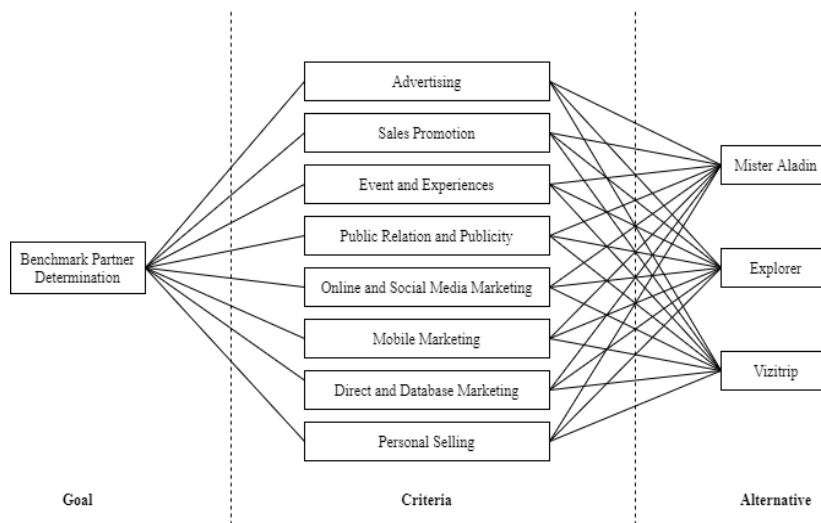 Advertising
Sales Promotion
Event and Experiences
Public Relation and Publicity
Online and Social Media Marketing
Mobile Marketing
Direct and Database Marketing
Personal Selling
Benchmark Partner
Determination
Mister Aladin
Explorer
Vizitrip
Goal
Criteria
Alternative